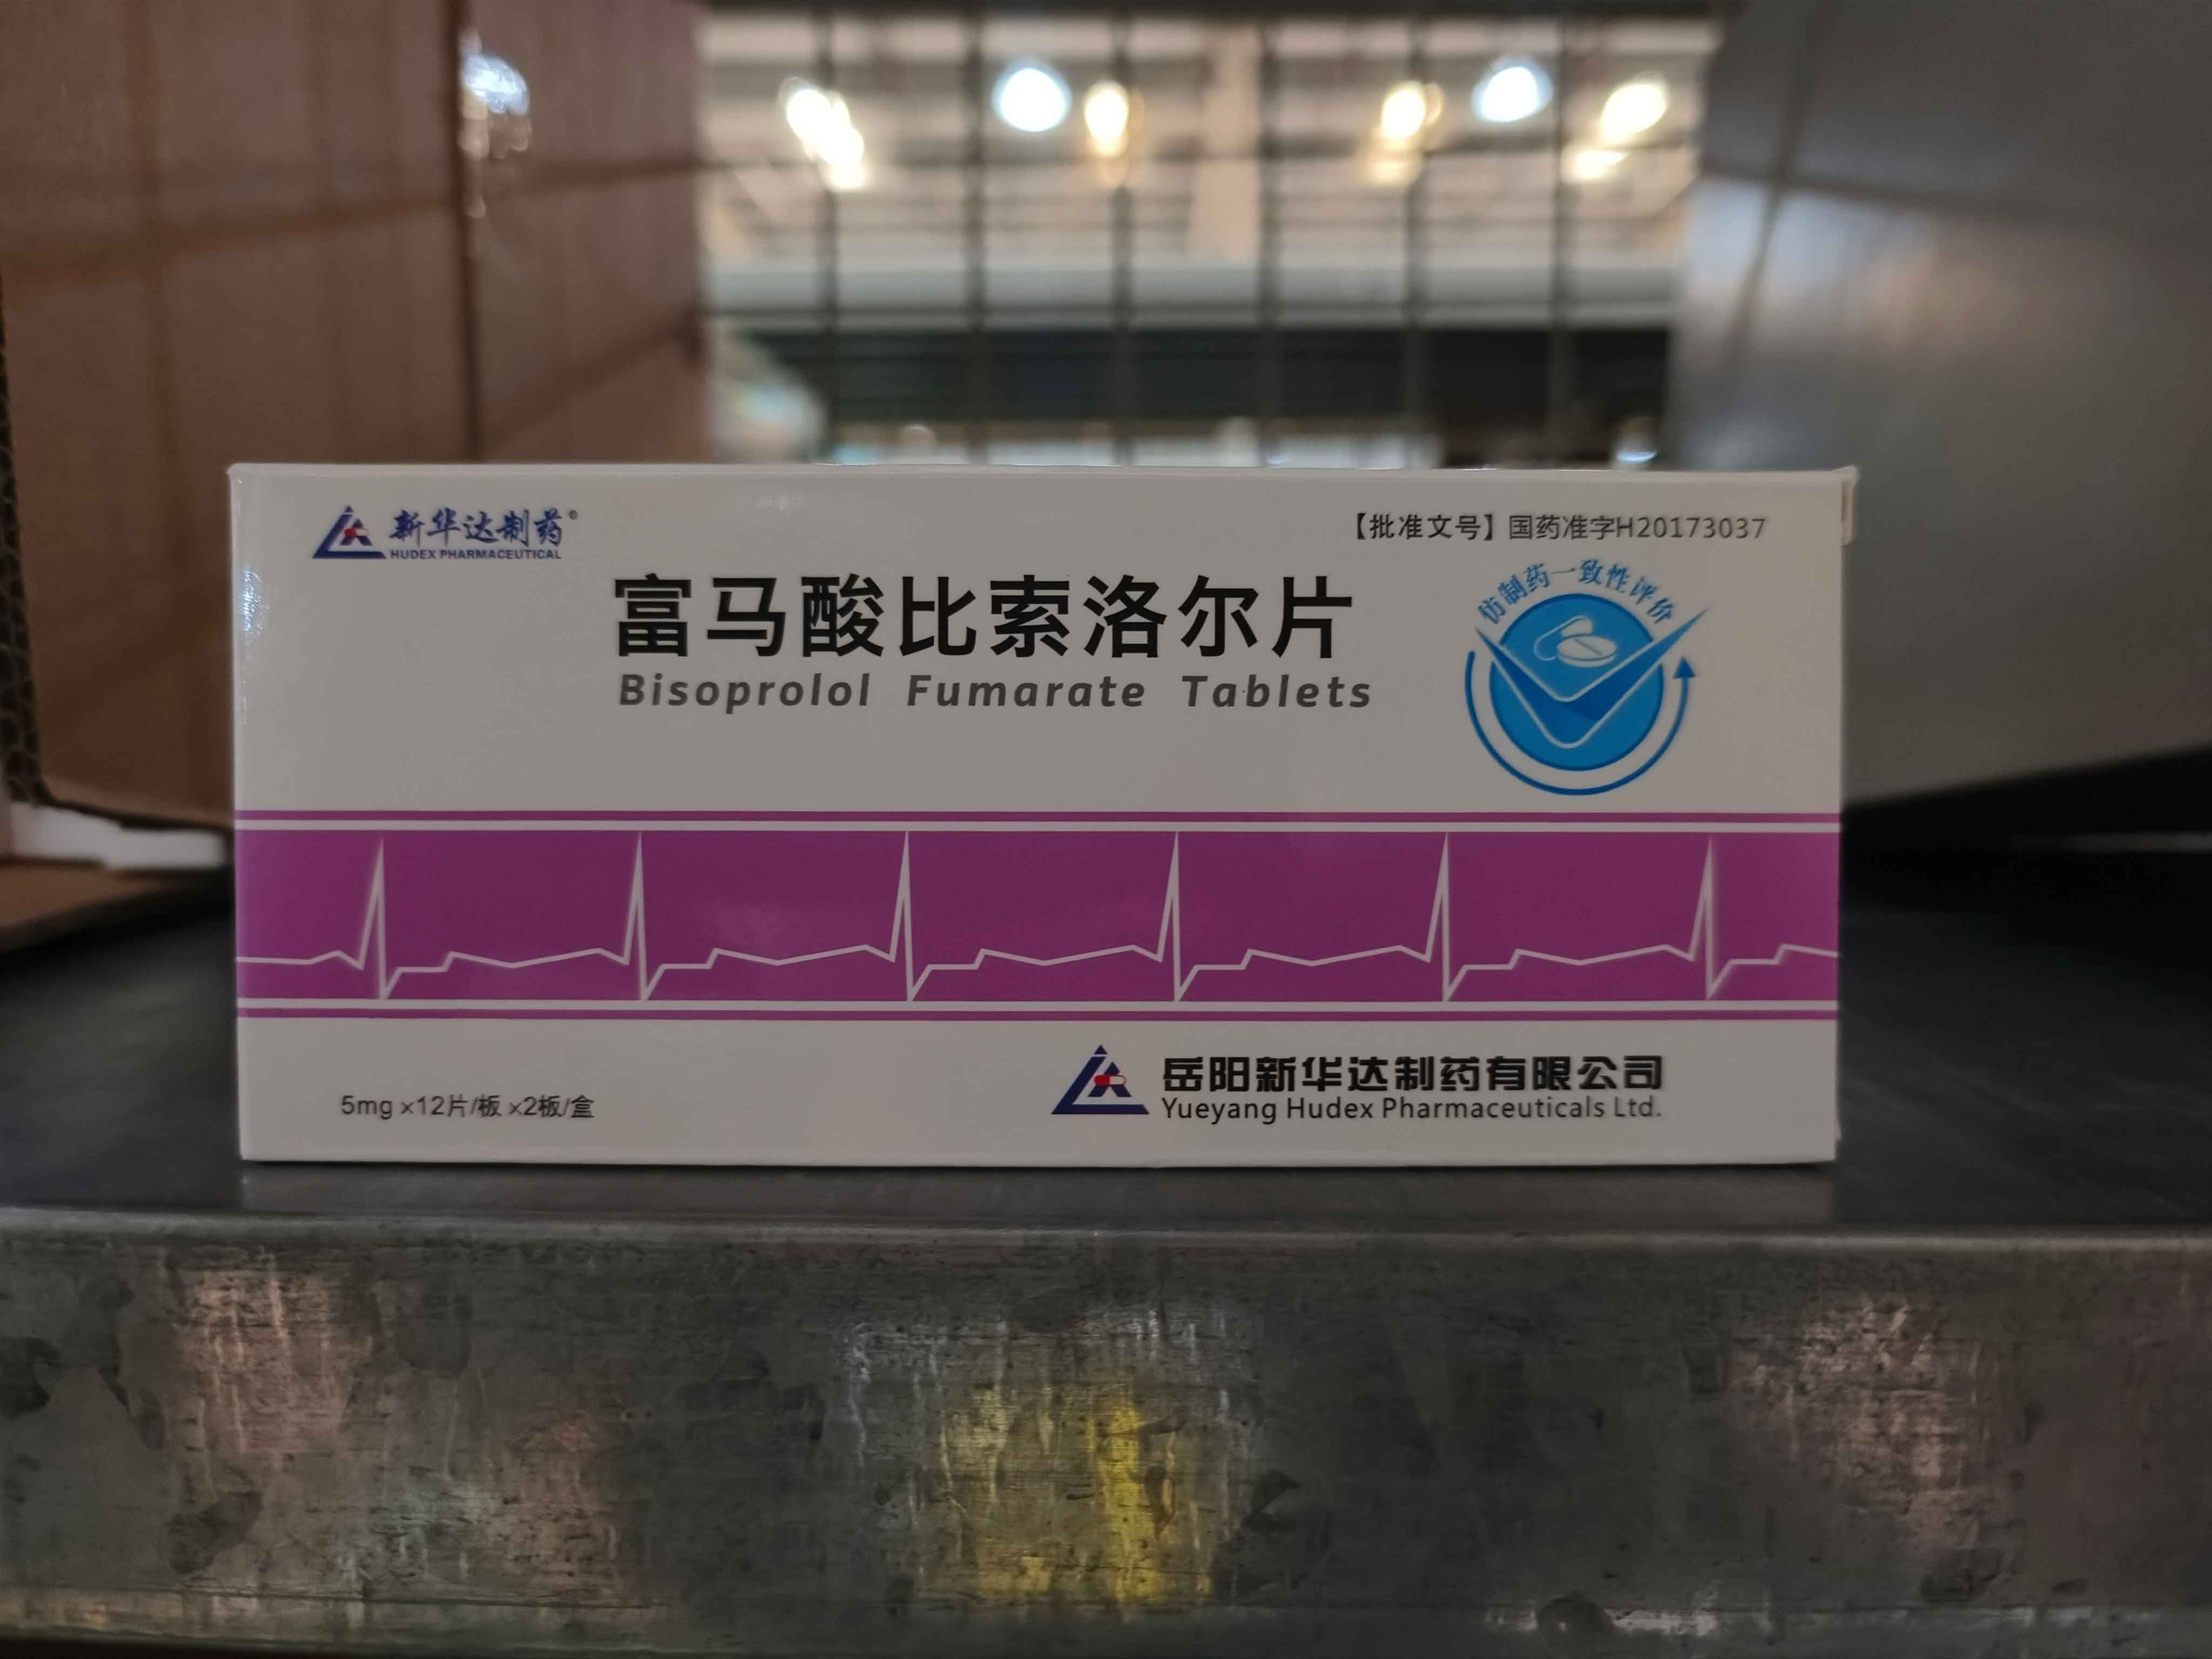 新华达制药®
HUDEX PHARMACEUTICAL
【批准文号】国药准字H20173037
仿制药一致性评价
富马酸比索洛尔片
Bisoprolol Fumarate Tablets
5mg ×12片/板 ×2板/盒
岳阳新华达制药有限公司
Yueyang Hudex Pharmaceuticals Ltd.